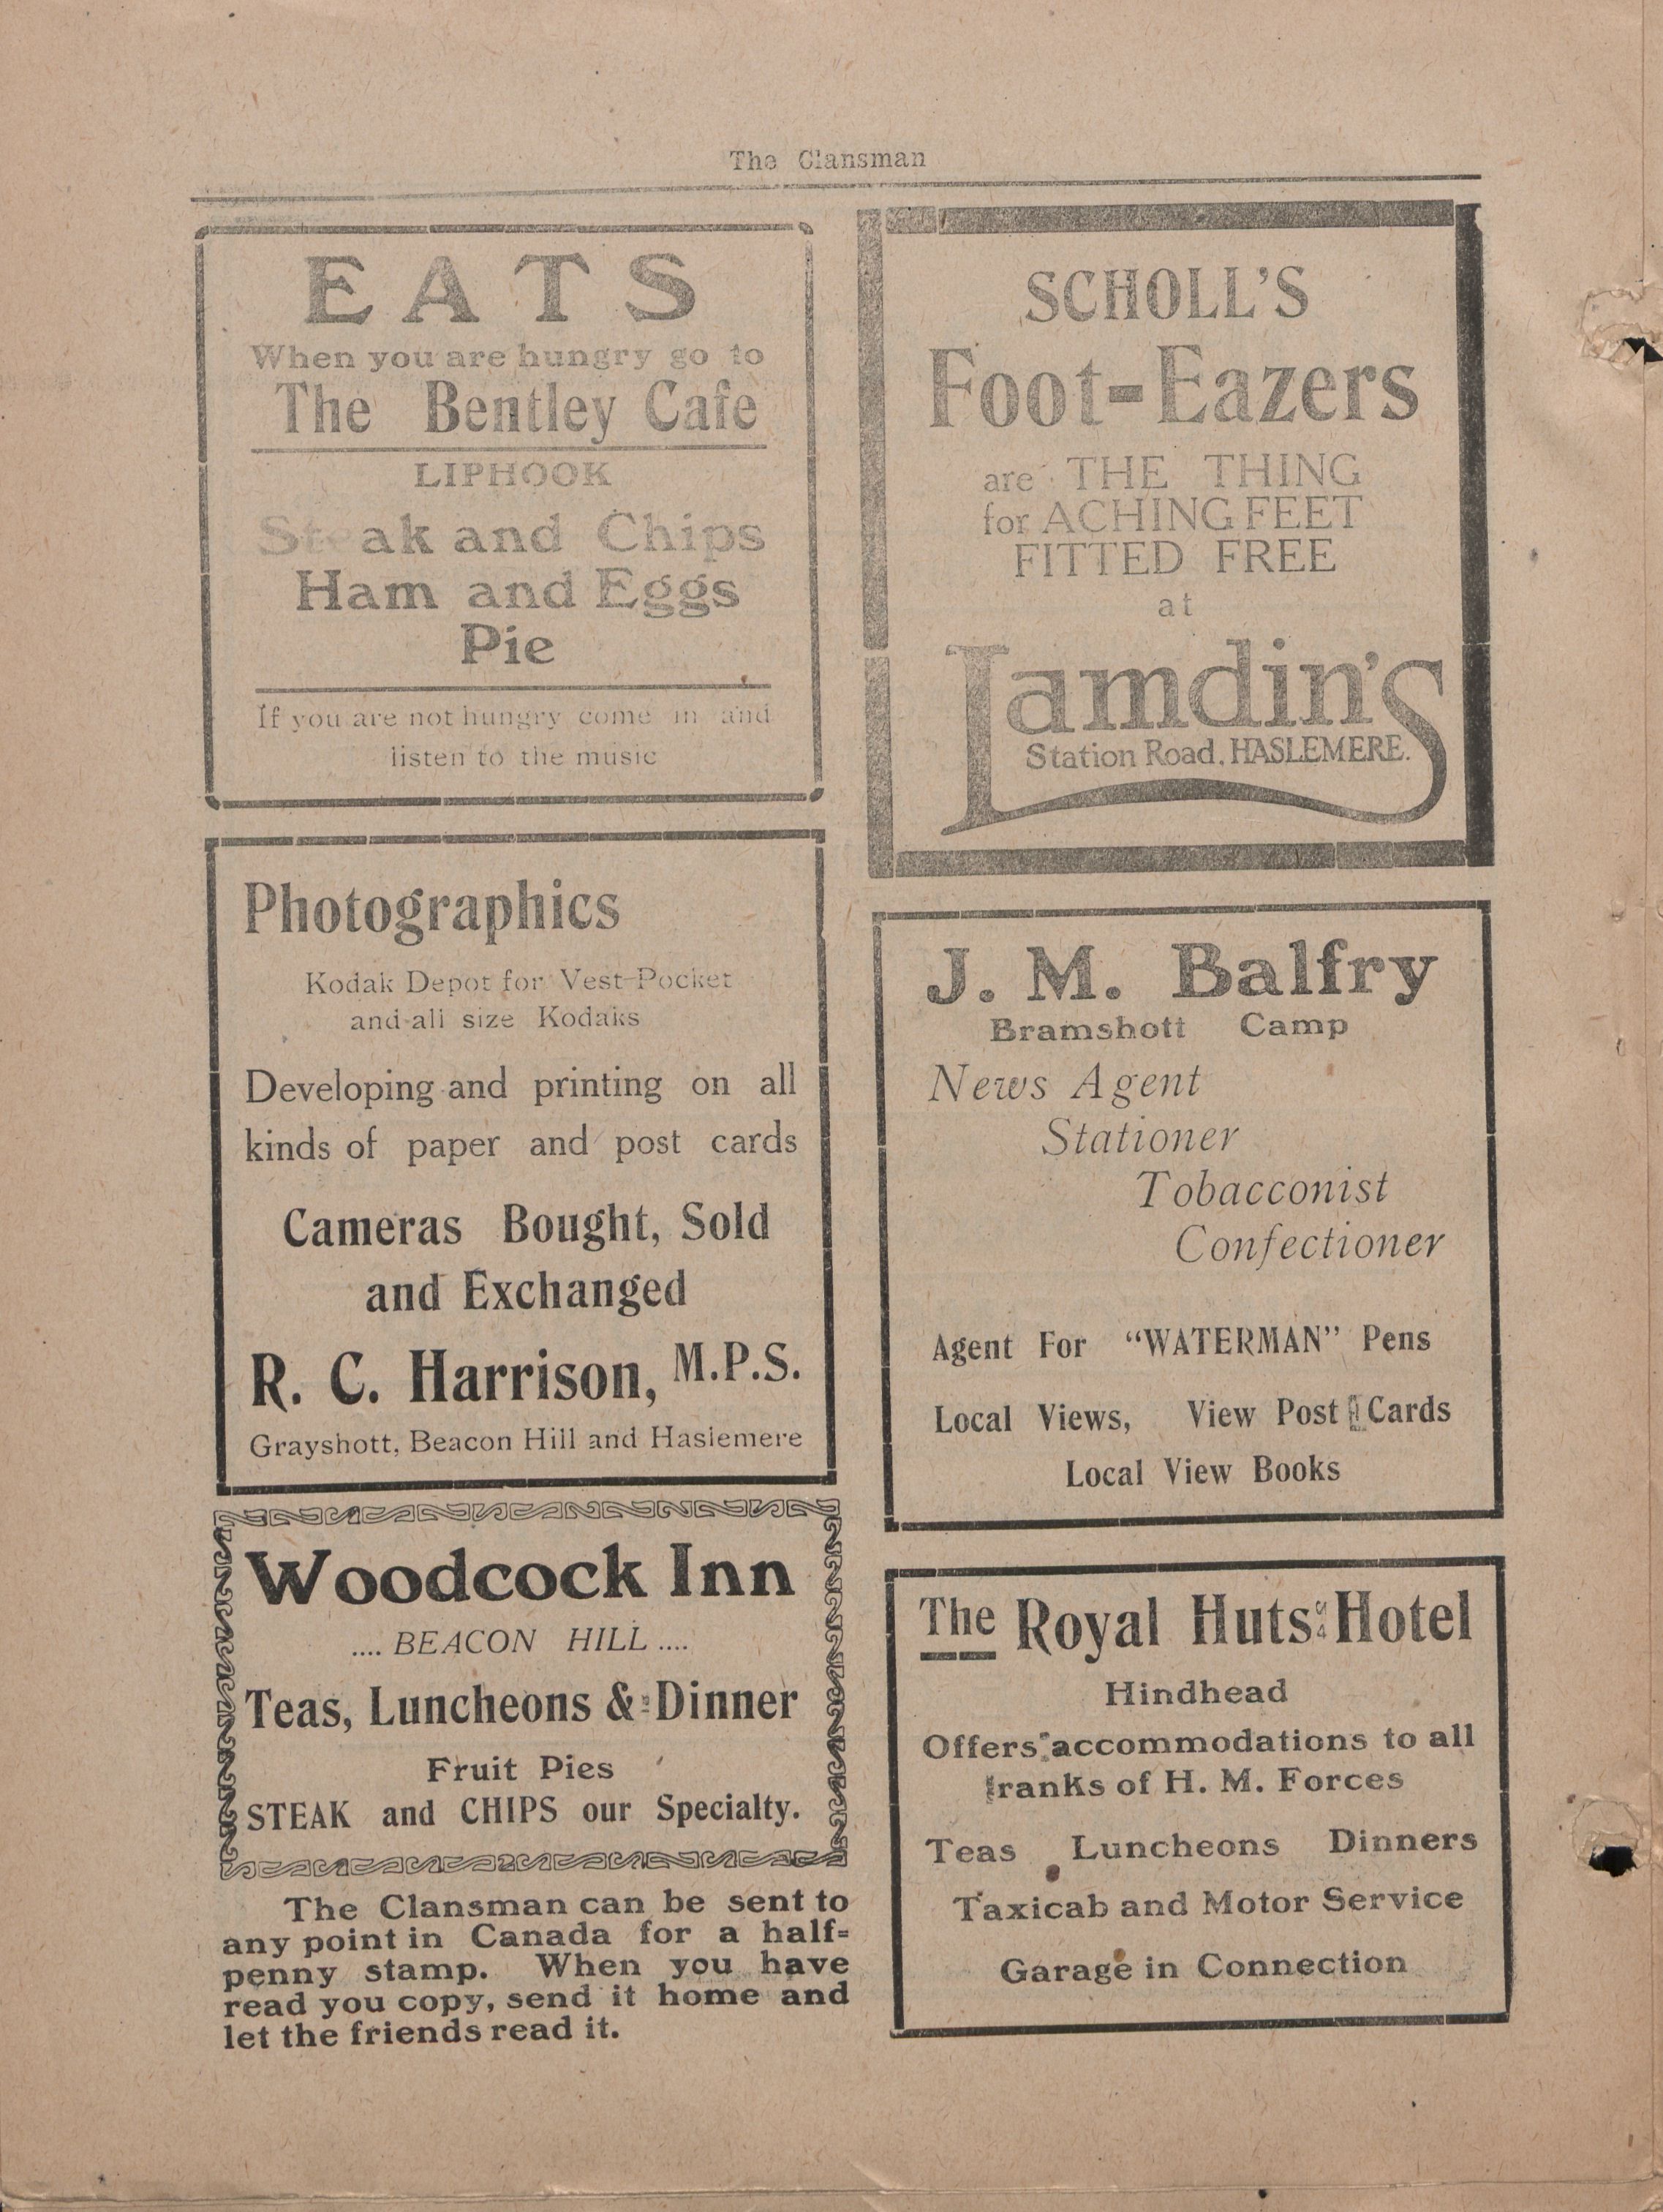 The Clansman
EATS
When you are hungry go to
The Bentley Cafe
LIPHOOK
Steak and Chips
Ham and Eggs
Pie
If you are not hungry come in and
listen to the music
Photographics
Kodak Depot for Vest-Pocket
and all size Kodaks
Developing and printing on all
kinds of paper and post cards
Cameras Bought, Sold
and Exchanged
R. C. Harrison, M.P.S.
Grayshott, Beacon Hill and Haslemere
Woodcock Inn
.... BEACON HILL ....
Teas, Luncheons & Dinner
Fruit Pies
STEAK and CHIPS our Specialty.
The Clansman can be sent to
any point in Canada for a half-
penny stamp. When you have
read you copy, send it home and
let the friends read it.
SCHOLL'S
Foot-Eazers
are THE THING
for ACHING FEET
FITTED FREE
at
Lamdin's
Station Road, HASLEMERE.
J. M. Balfry
Bramshott Camp
News Agent
Stationer
Tobacconist
Confectioner
Agent For "WATERMAN" Pens
Local Views, View Post Cards
Local View Books
The Royal Huts Hotel
Hindhead
Offers accommodations to all
ranks of H. M. Forces
Teas Luncheons Dinners
Taxicab and Motor Service
Garage in Connection